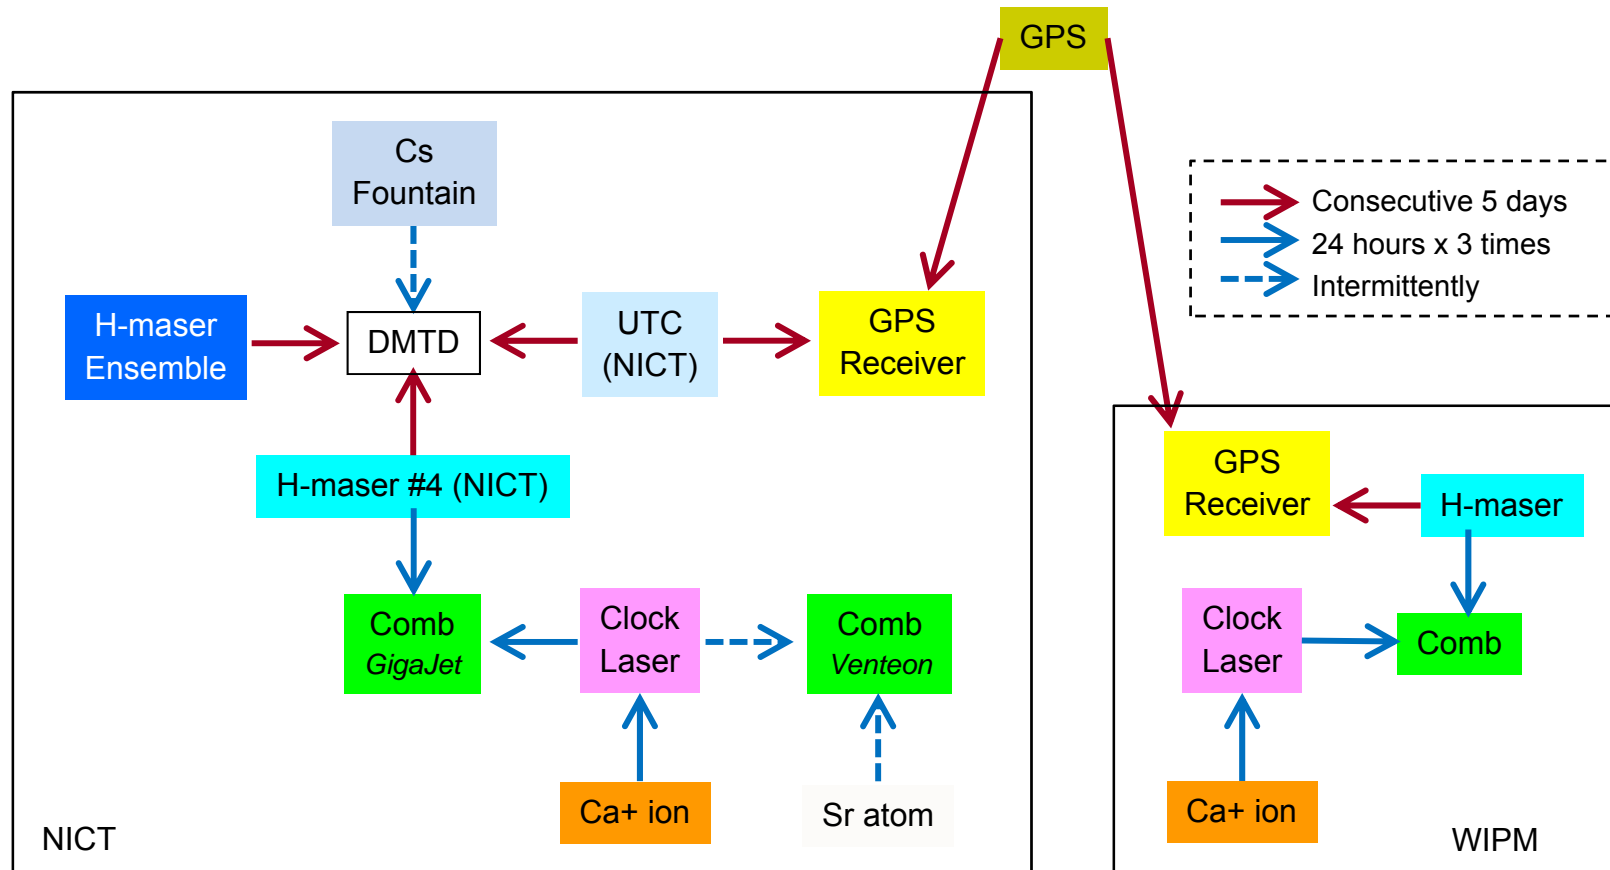 GPS
Cs
Fountain
Consecutive 5 days
24 hours x 3 times
Intermittently
H-maser
Ensemble
DMTD
UTC
(NICT)
GPS
Receiver
H-maser #4 (NICT)
GPS
Receiver
H-maser
Comb
GigaJet
Clock
Laser
Comb
Venteon
Clock
Laser
Comb
Ca+ ion
Sr atom
Ca+ ion
NICT
WIPM